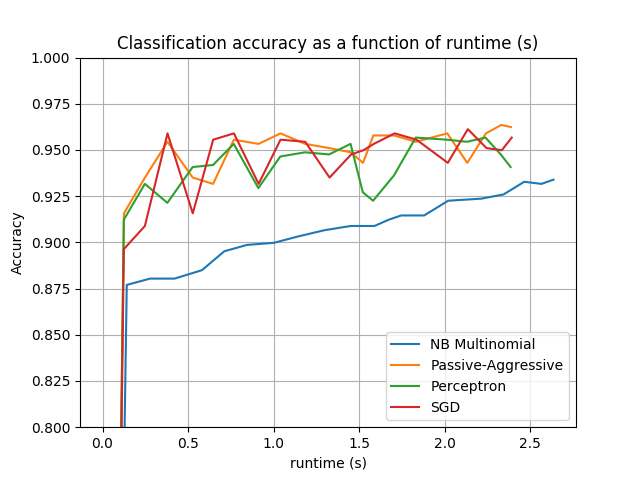 Classification accuracy as a function of runtime (s)
1.000
0.975
0.950
0.925
0.900
0.875
0.850
0.825
0.800
Accuracy
NB Multinomial
Passive-Aggressive
Perceptron
SGD
0.0 0.5 1.0 1.5 2.0 2.5
runtime (s)